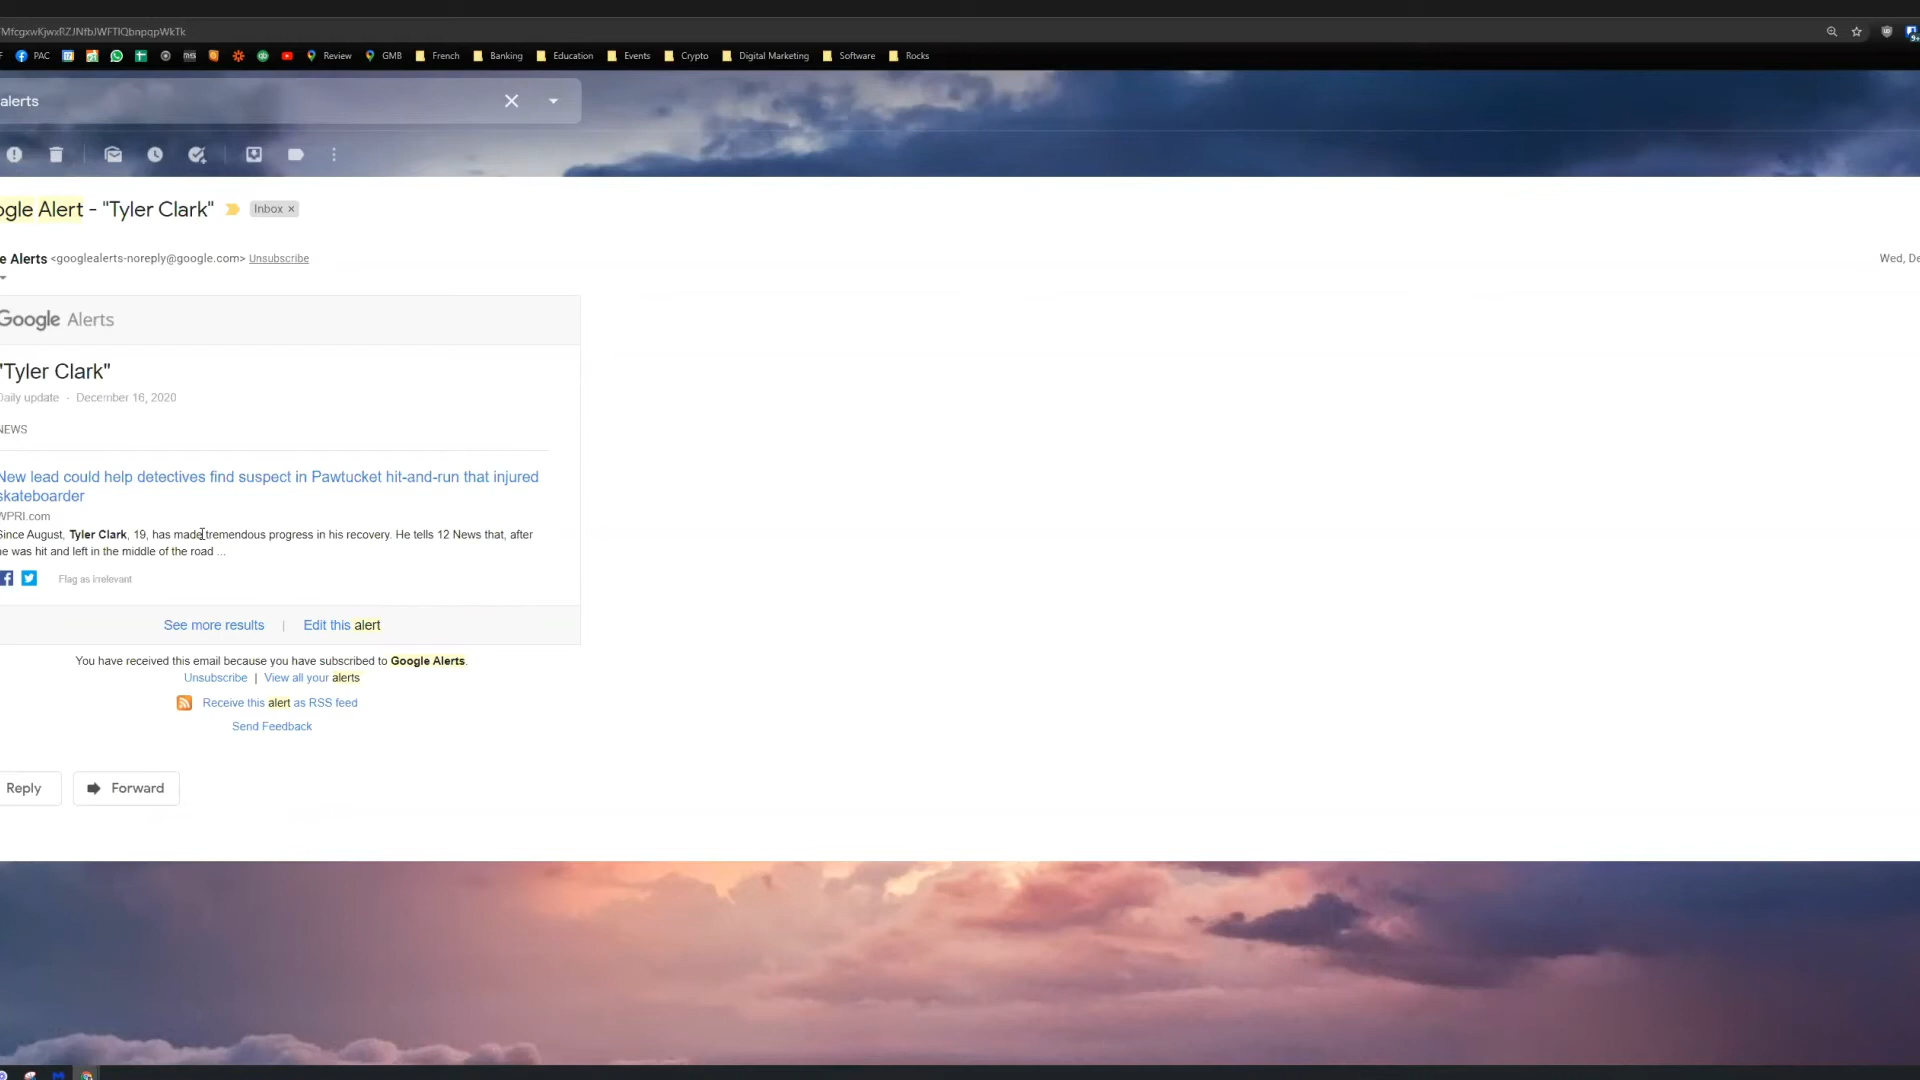 PAC Review GMB French Banking Education Events Crypto Digital Marketing Software Rocks
alerts
ogle Alert - "Tyler Clark" Inbox ×
e Alerts <googlealerts-noreply@google.com> Unsubscribe Wed, De
Google Alerts
"Tyler Clark"
Daily update · December 16, 2020
NEWS
New lead could help detectives find suspect in Pawtucket hit-and-run that injured
skateboarder
WPRI.com
Since August, Tyler Clark, 19, has made tremendous progress in his recovery. He tells 12 News that, after
he was hit and left in the middle of the road ...
Flag as irrelevant
See more results | Edit this alert
You have received this email because you have subscribed to Google Alerts.
Unsubscribe | View all your alerts
Receive this alert as RSS feed
Send Feedback
Reply Forward